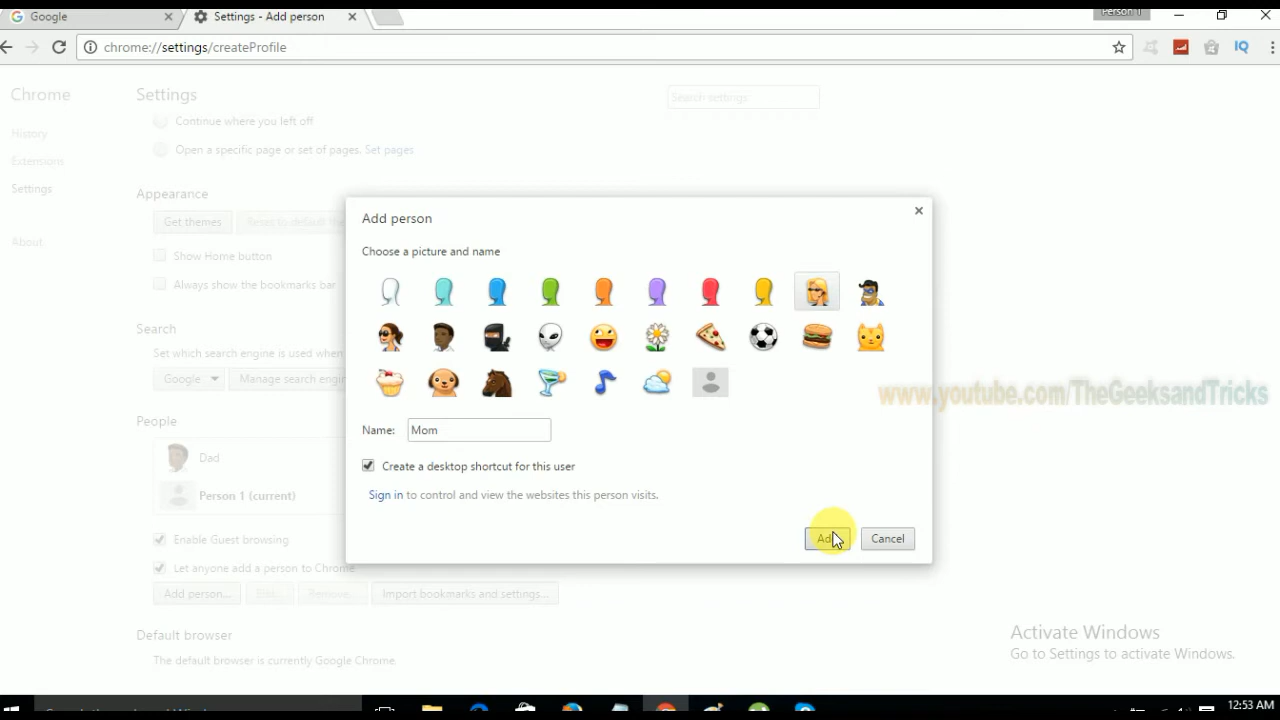 Google
Settings - Add person
Person 1
chrome://settings/createProfile
IQ
Chrome
Settings
Search settings
History
Continue where you left off
Extensions
Open a specific page or set of pages. Set pages
Settings
Appearance
Add person
Get themes
Choose a picture and name
About
Show Home button
Always show the bookmarks bar
Search
Set which search engine is used when
Google
Manage search engin
www.youtube.com/TheGeeksandTricks
People
Name: Mom
Dad
Create a desktop shortcut for this user
Person 1 (current)
Sign in to control and view the websites this person visits.
Enable Guest browsing
Cancel
Let anyone add a person to Chrome
Add person...
Edit...
Remove...
Import bookmarks and settings...
Default browser
Activate Windows
The default browser is currently Google Chrome.
Go to Settings to activate Windows.
12:53 AM